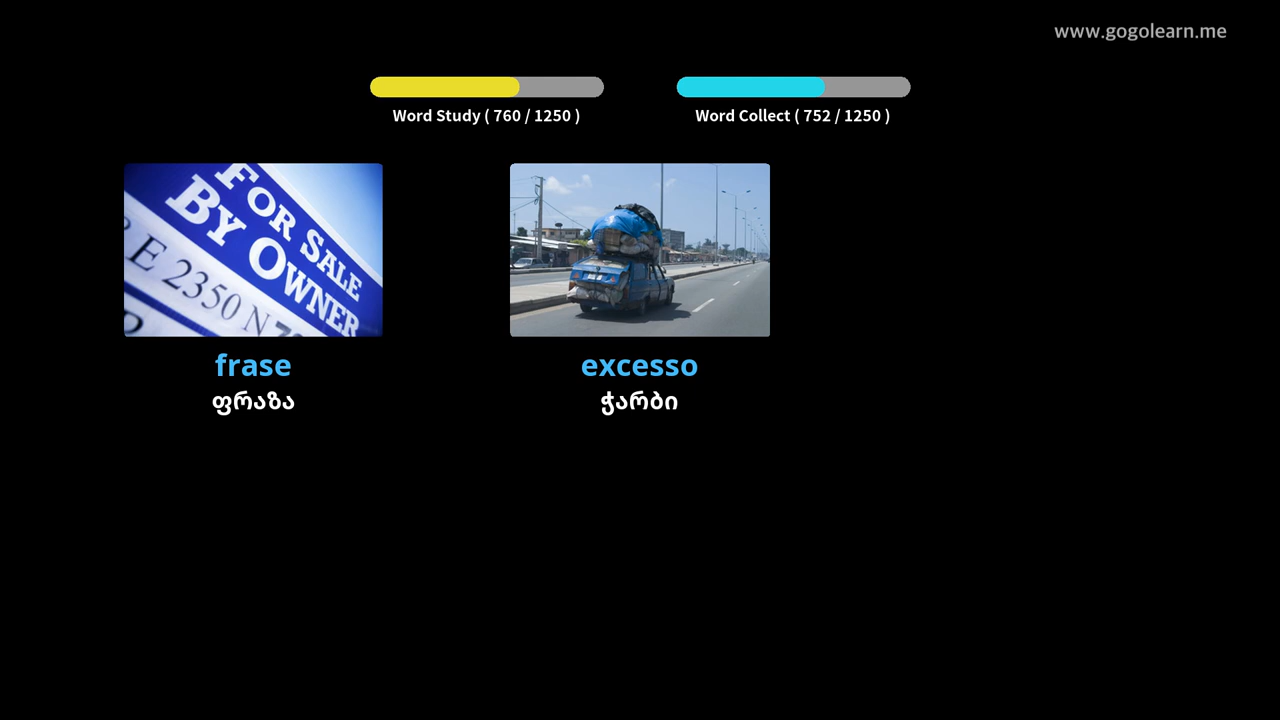 www.gogolearn.me
Word Study ( 760 / 1250 )
Word Collect ( 752 / 1250 )
FOR SALE
BY OWNER
E 2350 N
frase
ფრაზა
excesso
ჭარბი